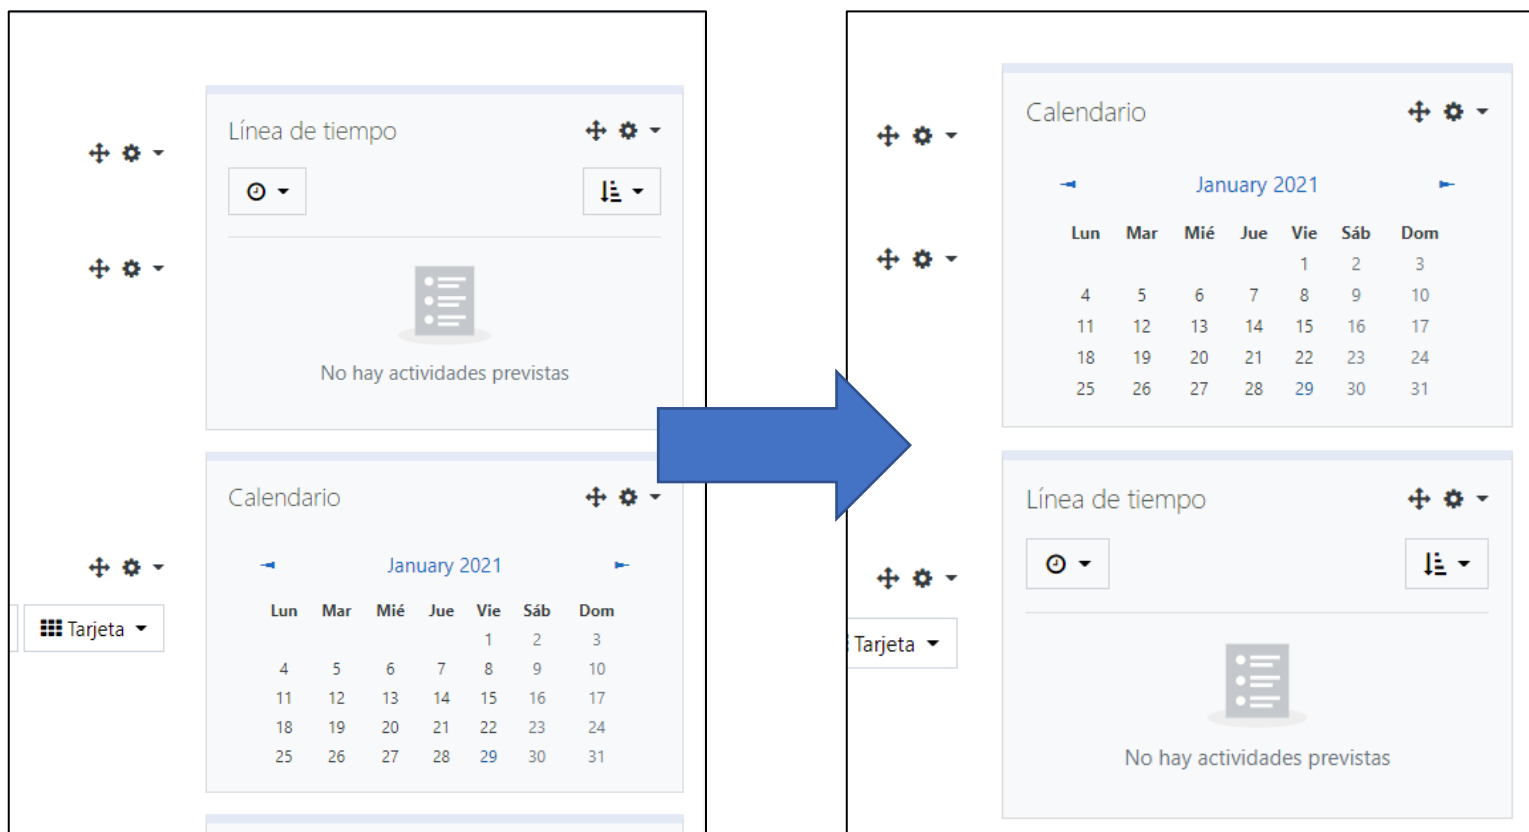 Línea de tiempo
No hay actividades previstas
Calendario
January 2021
Lun Mar Mié Jue Vie Sáb Dom
1 2 3
4 5 6 7 8 9 10
11 12 13 14 15 16 17
18 19 20 21 22 23 24
25 26 27 28 29 30 31
Tarjeta
Calendario
January 2021
Lun Mar Mié Jue Vie Sáb Dom
1 2 3
4 5 6 7 8 9 10
11 12 13 14 15 16 17
18 19 20 21 22 23 24
25 26 27 28 29 30 31
Línea de tiempo
Tarjeta
No hay actividades previstas